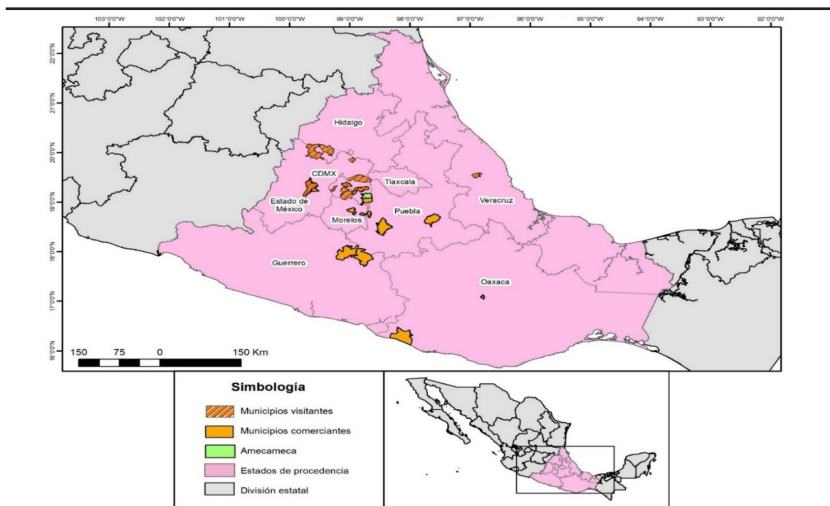 103°0'0"W 102°0'0"W 101°0'0"W 100°0'0"W 99°0'0"W 98°0'0"W 97°0'0"W 96°0'0"W 95°0'0"W 94°0'0"W 93°0'0"W 92°0'0"W
22°0'0"N
21°0'0"N
20°0'0"N
19°0'0"N
18°0'0"N
17°0'0"N
16°0'0"N
Hidalgo
CDMX
Tlaxcala
Estado de
México
Veracruz
Puebla
Morelos
Guerrero
Oaxaca
150 75 0 150 Km
Simbología
Municipios visitantes
Municipios comerciantes
Amecameca
Estados de procedencia
División estatal